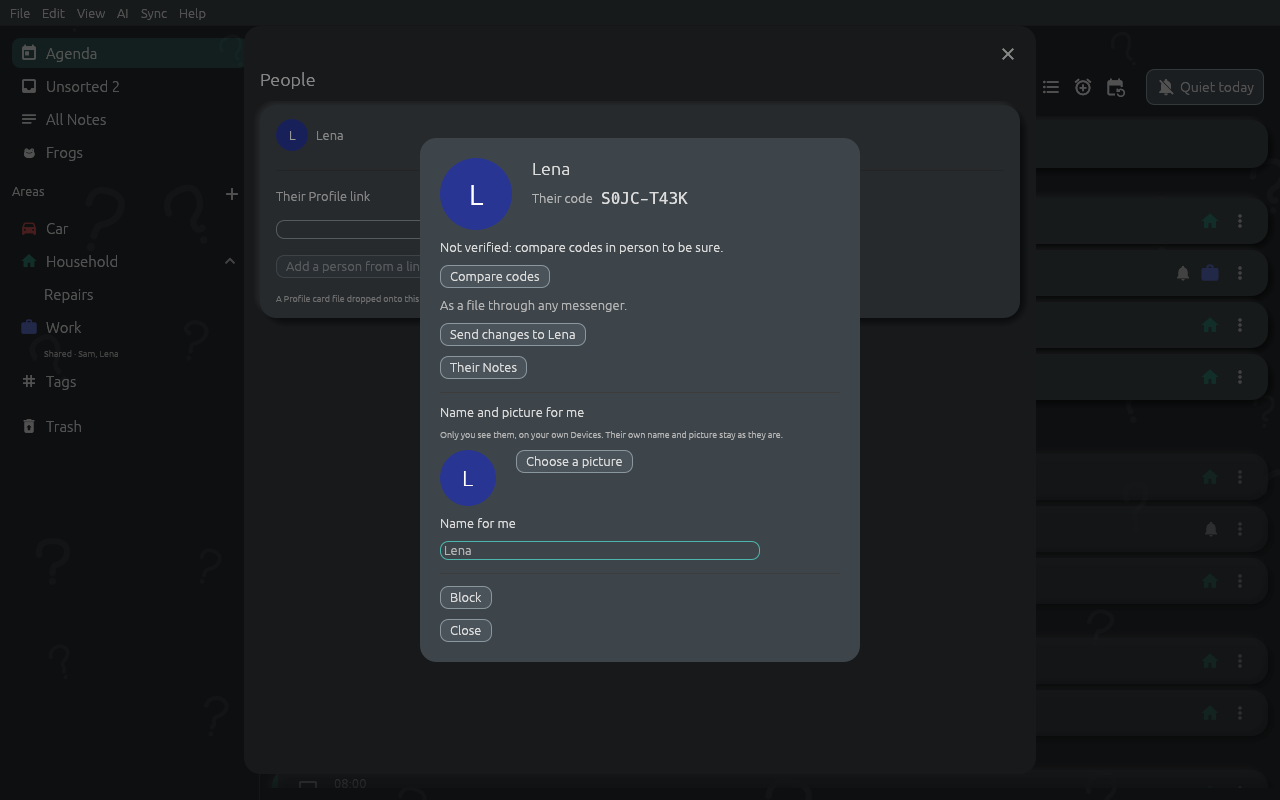 File Edit View AI Sync Help
Agenda
Unsorted 2
All Notes
Frogs
Areas
Car
Household
Repairs
Work
Shared · Sam, Lena
Tags
Trash
People
L Lena
Their Profile link
Add a person from a lin
A Profile card file dropped onto this
Quiet today
L
Lena
Their code S0JC-T43K
Not verified: compare codes in person to be sure.
Compare codes
As a file through any messenger.
Send changes to Lena
Their Notes
Name and picture for me
Only you see them, on your own Devices. Their own name and picture stay as they are.
L
Choose a picture
Name for me
Lena
Block
Close
08:00